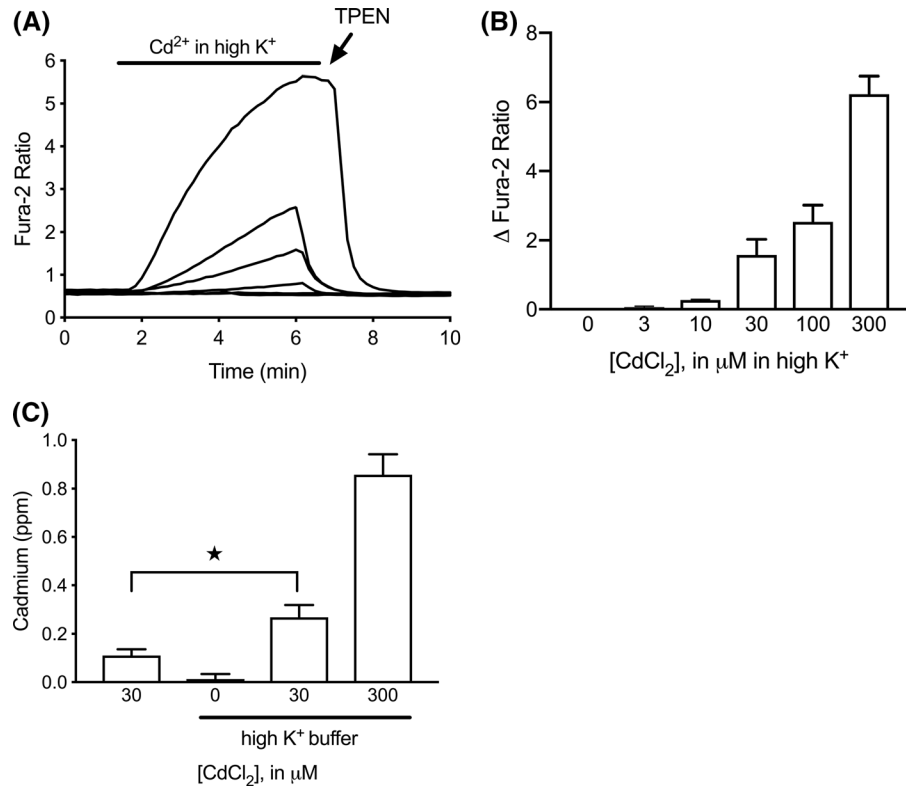 (A)
TPEN
Cd²⁺ in high K⁺
6
5
4
3
2
1
0
Fura-2 Ratio
0 2 4 6 8 10
Time (min)
(B)
8
6
4
2
0
Δ Fura-2 Ratio
0 3 10 30 100 300
[CdCl₂], in μM in high K⁺
(C)
1.0
0.8
0.6
0.4
0.2
0.0
Cadmium (ppm)
★
30 0 30 300
high K⁺ buffer
[CdCl₂], in μM